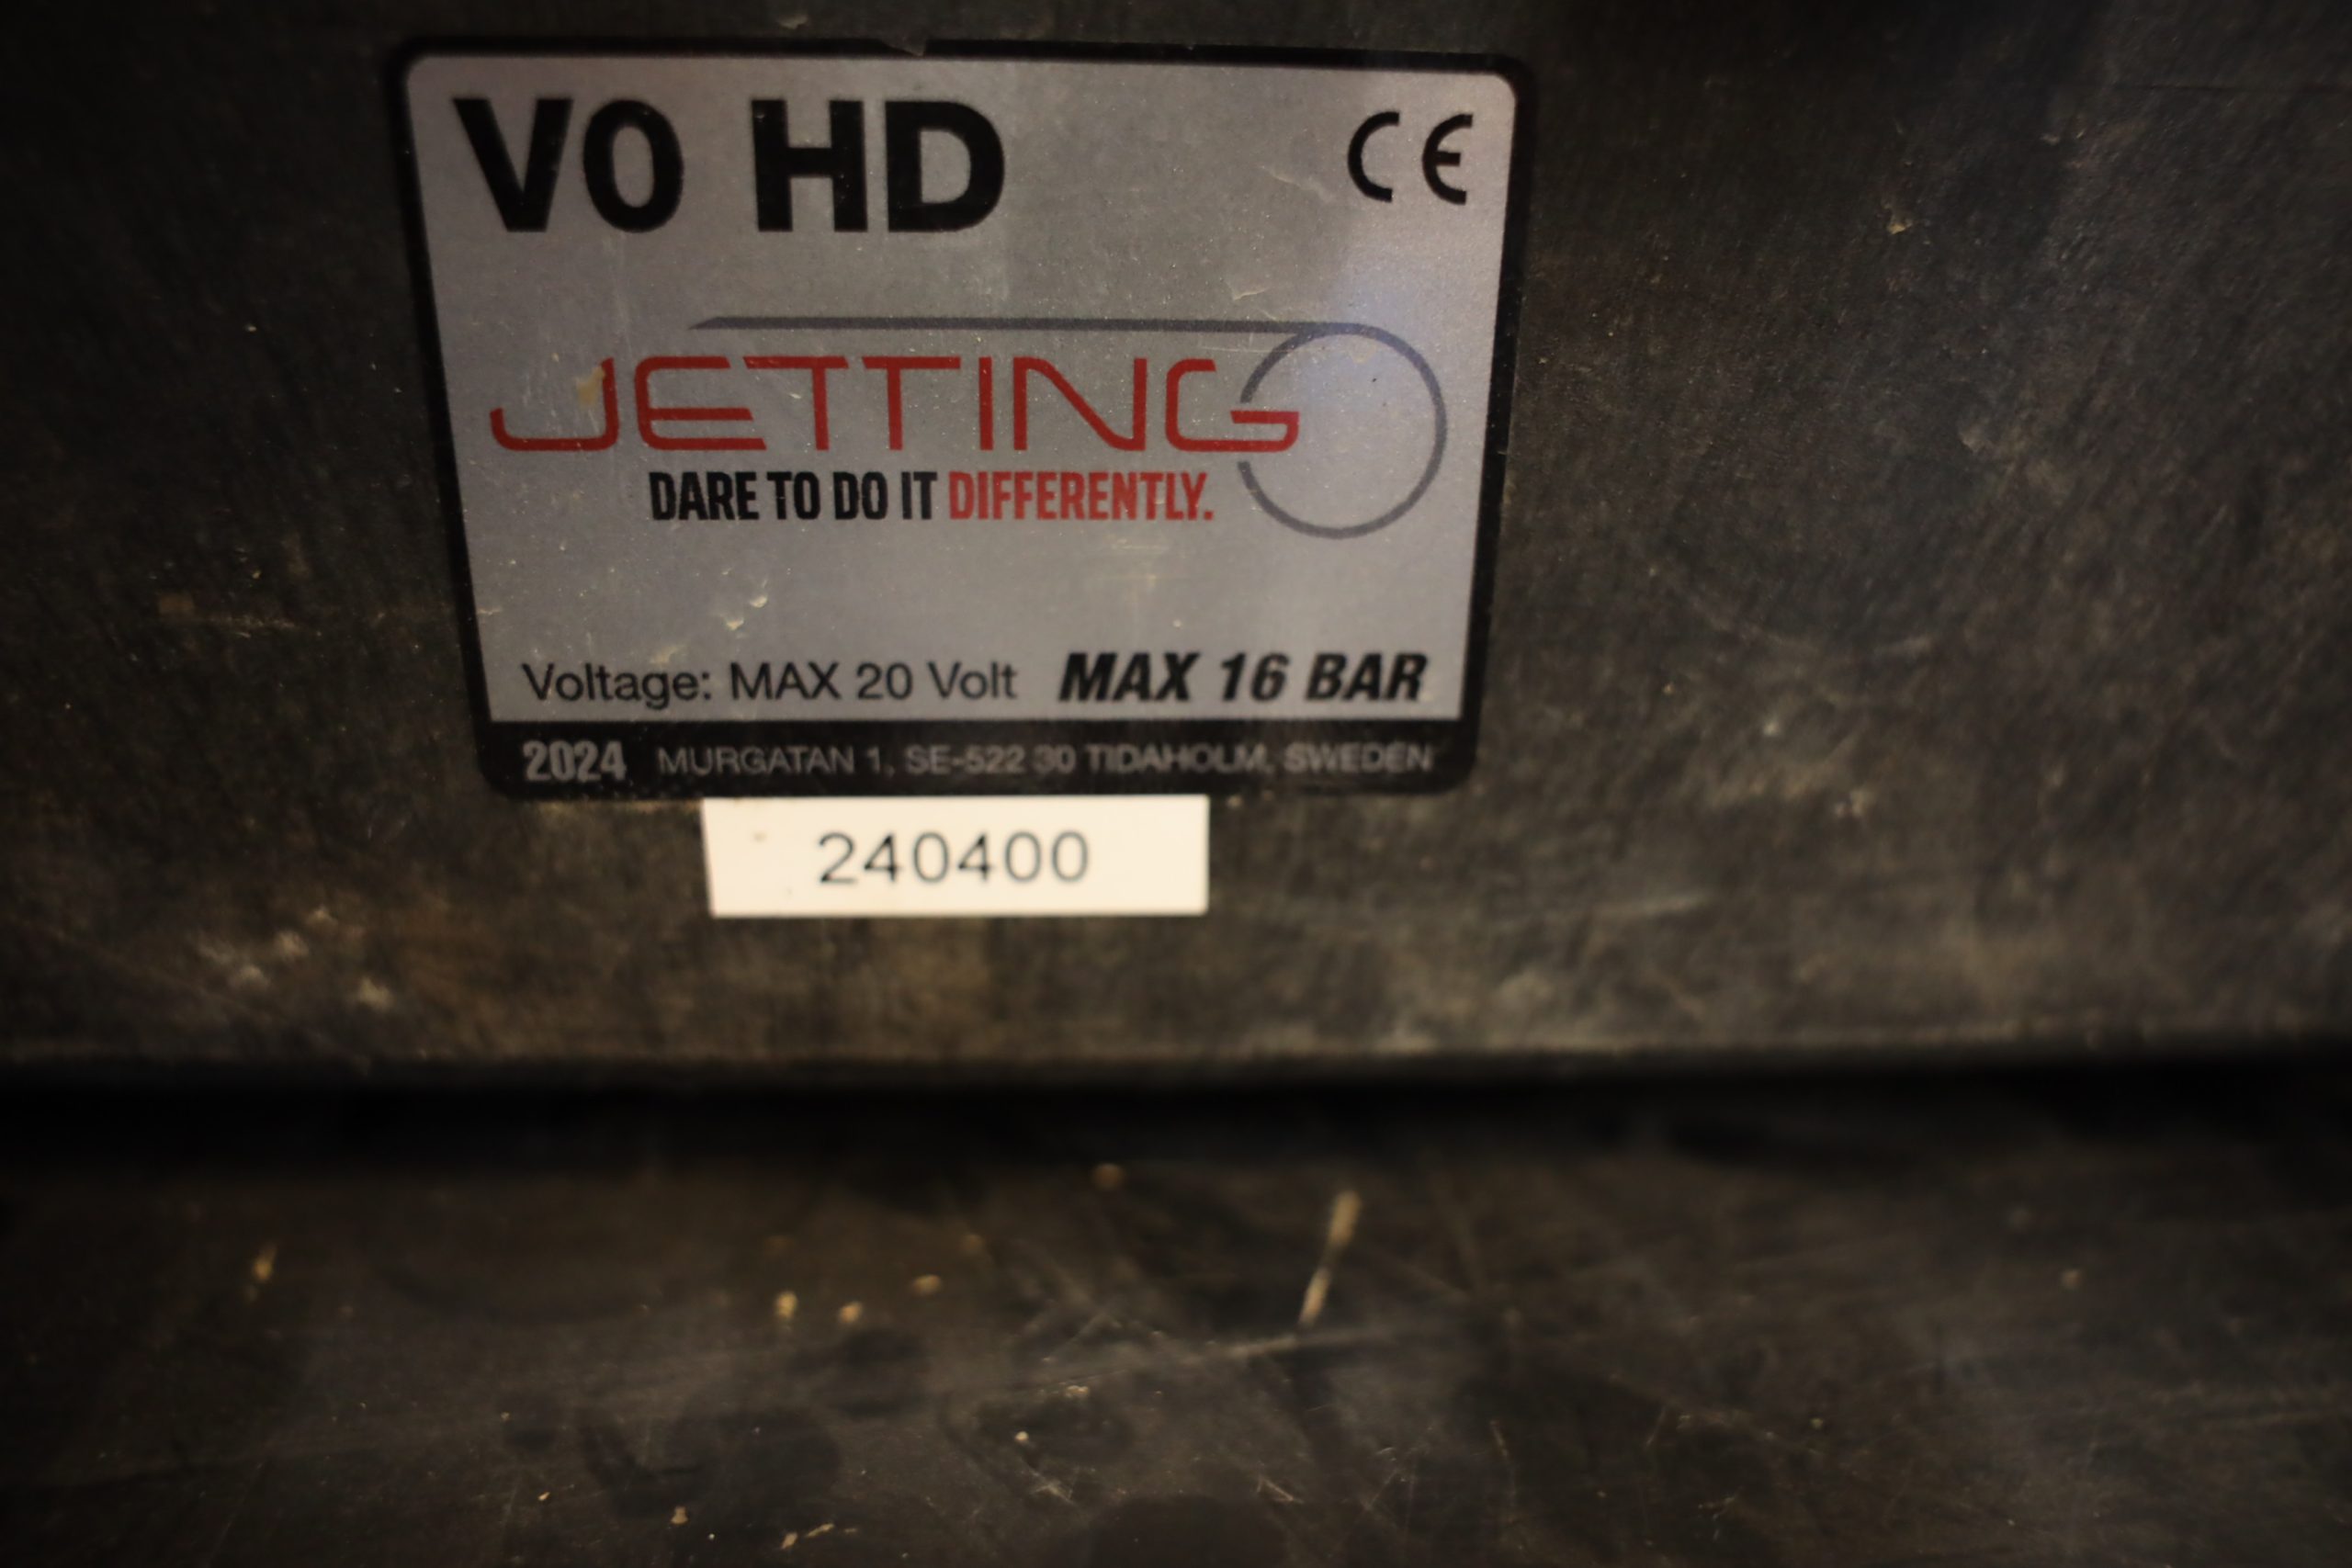 V0 HD CE
JETTING
DARE TO DO IT DIFFERENTLY.
Voltage: MAX 20 Volt MAX 16 BAR
2024 MURGATAN 1, SE-522 30 TIDAHOLM, SWEDEN
240400